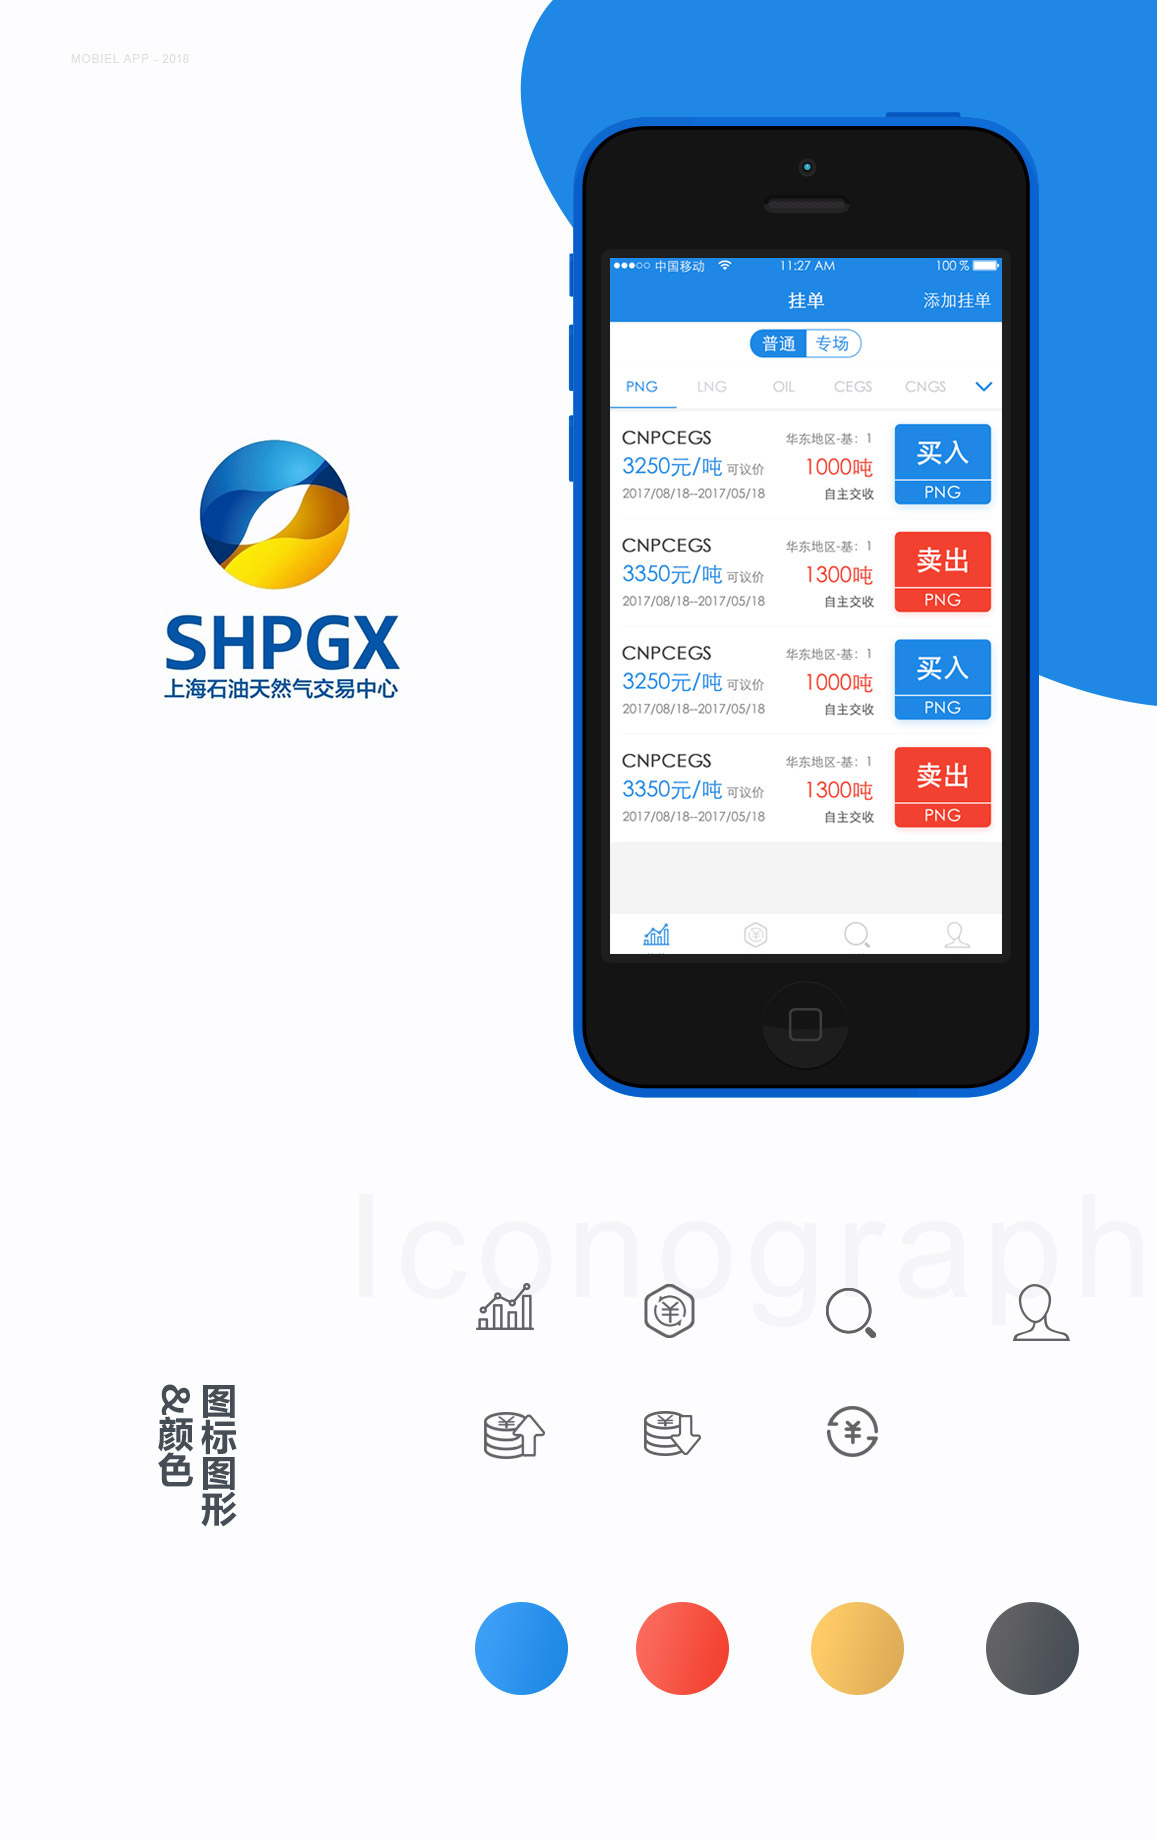 MOBIEL APP - 2018
SHPGX
上海石油天然气交易中心
中国移动 11:27 AM 100 %
挂单 添加挂单
普通 专场
PNG LNG OIL CEGS CNGS
CNPCEGS 华东地区-基：1
3250元/吨 可议价 1000吨
2017/08/18--2017/05/18 自主交收
买入
PNG
CNPCEGS 华东地区-基：1
3350元/吨 可议价 1300吨
2017/08/18--2017/05/18 自主交收
卖出
PNG
CNPCEGS 华东地区-基：1
3250元/吨 可议价 1000吨
2017/08/18--2017/05/18 自主交收
买入
PNG
CNPCEGS 华东地区-基：1
3350元/吨 可议价 1300吨
2017/08/18--2017/05/18 自主交收
卖出
PNG
Iconograph
图标图形
&颜色